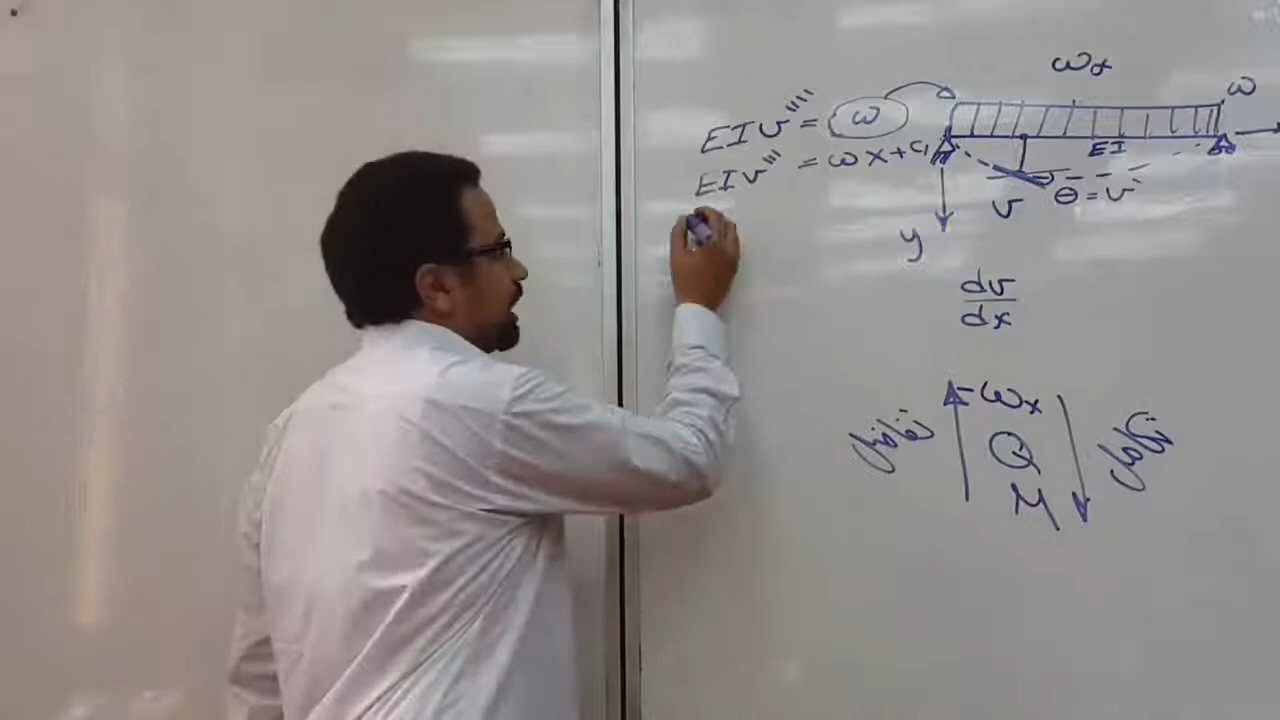 ωx
ω
EIv'''' = ω
EIv''' = ωx+c₁
EI
v θ=v'
y
dv
dx
-ωx
Q
M
تفاضل
تكامل